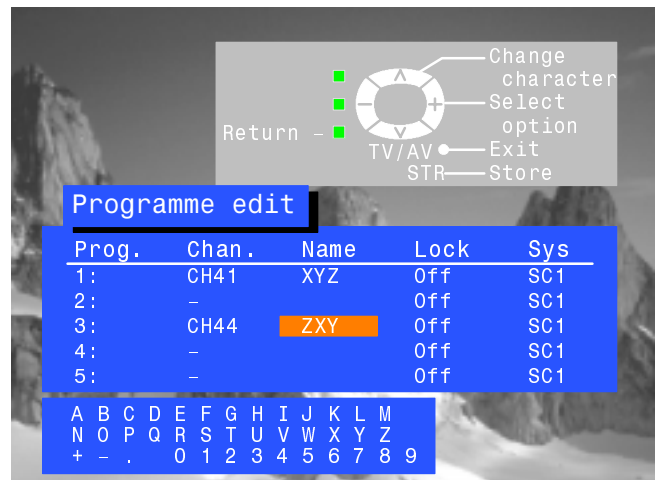 Change
character
Select
option
Return –
TV/AV Exit
STR Store
Programme edit
Prog. Chan. Name Lock Sys
1: CH41 XYZ Off SC1
2: – Off SC1
3: CH44 ZXY Off SC1
4: – Off SC1
5: – Off SC1
A B C D E F G H I J K L M
N O P Q R S T U V W X Y Z
+ – . 0 1 2 3 4 5 6 7 8 9